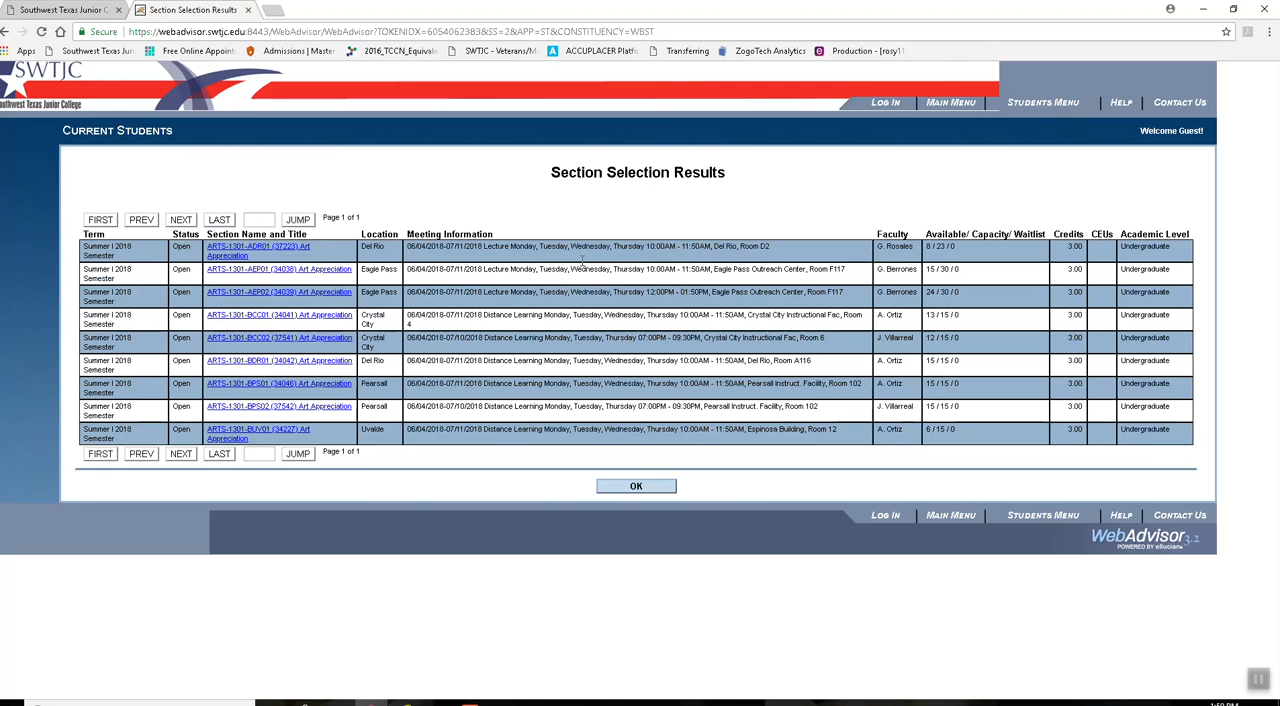 Southwest Texas Junior C
Section Selection Results
Secure
https://webadvisor.swtjc.edu:8443/WebAdvisor/WebAdvisor?TOKENIDX=6054062383&SS=2&APP=ST&CONSTITUENCY=WBST
Apps Southwest Texas Jun Free Online Appoint Admissions | Master 2016_TCCN_Equivale SWTJC - Veterans/M ACCUPLACER Platfo Transferring ZogoTech Analytics Production - [rosy11
SWTJC
outhwest Texas Junior College
LOG IN MAIN MENU STUDENTS MENU HELP CONTACT US
CURRENT STUDENTS Welcome Guest!
Section Selection Results
FIRST PREV NEXT LAST JUMP Page 1 of 1
Term Status Section Name and Title Location Meeting Information Faculty Available/ Capacity/ Waitlist Credits CEUs Academic Level
Summer I 2018 Open ARTS-1301-ADR01 (37223) Art Del Rio 06/04/2018-07/11/2018 Lecture Monday, Tuesday, Wednesday, Thursday 10:00AM - 11:50AM, Del Rio, Room D2 G. Rosales 8 / 23 / 0 3.00 Undergraduate
Semester Appreciation
Summer I 2018 Open ARTS-1301-AEP01 (34038) Art Appreciation Eagle Pass 06/04/2018-07/11/2018 Lecture Monday, Tuesday, Wednesday, Thursday 10:00AM - 11:50AM, Eagle Pass Outreach Center, Room F117 G. Berrones 15 / 30 / 0 3.00 Undergraduate
Semester
Summer I 2018 Open ARTS-1301-AEP02 (34039) Art Appreciation Eagle Pass 06/04/2018-07/11/2018 Lecture Monday, Tuesday, Wednesday, Thursday 12:00PM - 01:50PM, Eagle Pass Outreach Center, Room F117 G. Berrones 24 / 30 / 0 3.00 Undergraduate
Semester
Summer I 2018 Open ARTS-1301-BCC01 (34041) Art Appreciation Crystal 06/04/2018-07/11/2018 Distance Learning Monday, Tuesday, Wednesday, Thursday 10:00AM - 11:50AM, Crystal City Instructional Fac, Room A. Ortiz 13 / 15 / 0 3.00 Undergraduate
Semester City 4
Summer I 2018 Open ARTS-1301-BCC02 (37541) Art Appreciation Crystal 06/04/2018-07/10/2018 Distance Learning Monday, Tuesday, Wednesday, Thursday 07:00PM - 09:30PM, Crystal City Instructional Fac, Room 6 J. Villarreal 12 / 15 / 0 3.00 Undergraduate
Semester City
Summer I 2018 Open ARTS-1301-BDR01 (34042) Art Appreciation Del Rio 06/04/2018-07/11/2018 Distance Learning Monday, Tuesday, Wednesday, Thursday 10:00AM - 11:50AM, Del Rio, Room A116 A. Ortiz 15 / 15 / 0 3.00 Undergraduate
Semester
Summer I 2018 Open ARTS-1301-BPS01 (34046) Art Appreciation Pearsall 06/04/2018-07/11/2018 Distance Learning Monday, Tuesday, Wednesday, Thursday 10:00AM - 11:50AM, Pearsall Instruct. Facility, Room 102 A. Ortiz 15 / 15 / 0 3.00 Undergraduate
Semester
Summer I 2018 Open ARTS-1301-BPS02 (37542) Art Appreciation Pearsall 06/04/2018-07/10/2018 Distance Learning Monday, Tuesday, Wednesday, Thursday 07:00PM - 09:30PM, Pearsall Instruct. Facility, Room 102 J. Villarreal 15 / 15 / 0 3.00 Undergraduate
Semester
Summer I 2018 Open ARTS-1301-BUV01 (34227) Art Uvalde 06/04/2018-07/11/2018 Distance Learning Monday, Tuesday, Wednesday, Thursday 10:00AM - 11:50AM, Espinosa Building, Room 12 A. Ortiz 6 / 15 / 0 3.00 Undergraduate
Semester Appreciation
FIRST PREV NEXT LAST JUMP Page 1 of 1
OK
LOG IN MAIN MENU STUDENTS MENU HELP CONTACT US
WebAdvisor 3.2
POWERED BY ellucian